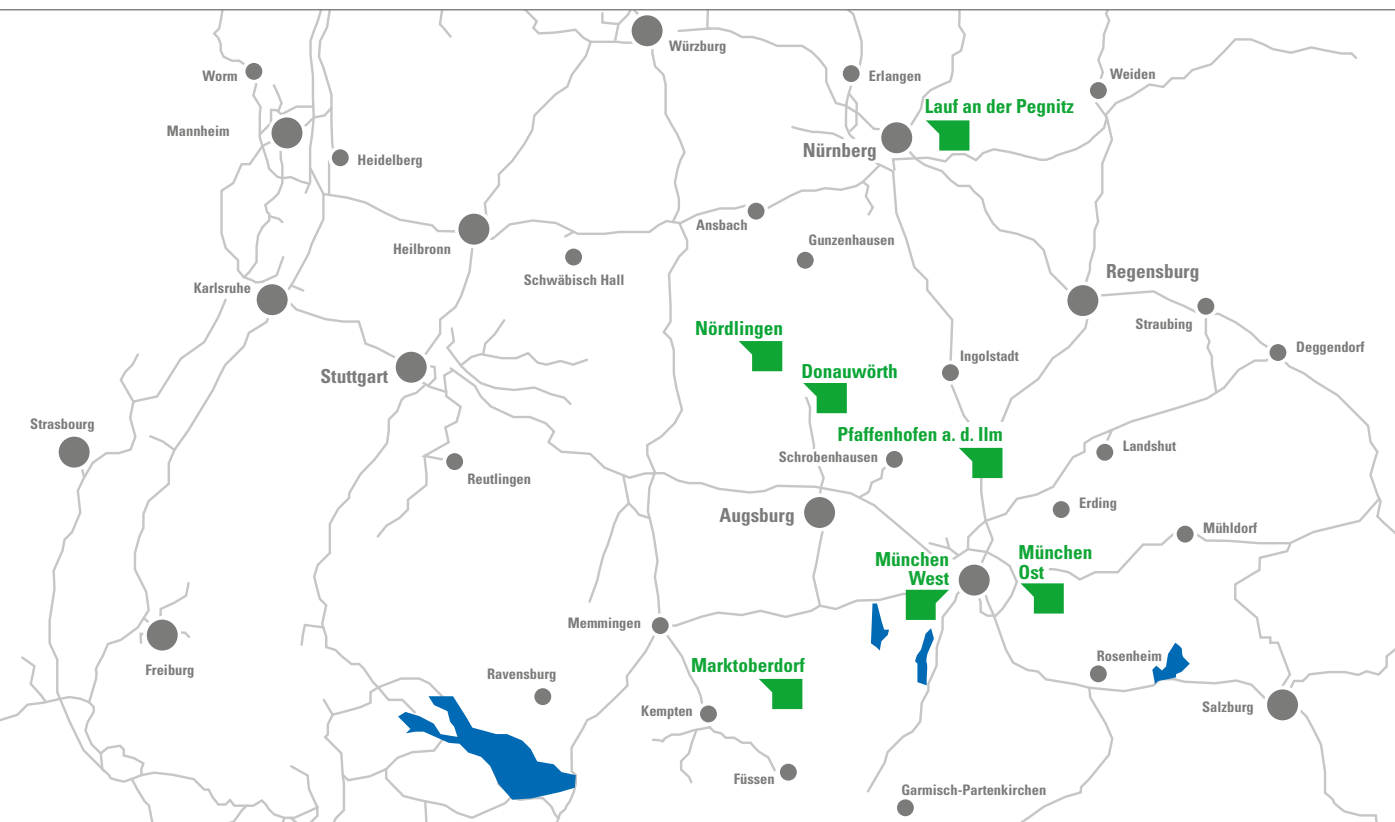 Würzburg
Worm
Erlangen
Weiden
Lauf an der Pegnitz
Mannheim
Nürnberg
Heidelberg
Ansbach
Gunzenhausen
Heilbronn
Schwäbisch Hall
Regensburg
Karlsruhe
Straubing
Nördlingen
Deggendorf
Ingolstadt
Stuttgart
Donauwörth
Strasbourg
Pfaffenhofen a. d. Ilm
Landshut
Schrobenhausen
Reutlingen
Erding
Augsburg
Mühldorf
München
West
München
Ost
Memmingen
Rosenheim
Marktoberdorf
Freiburg
Ravensburg
Salzburg
Kempten
Füssen
Garmisch-Partenkirchen